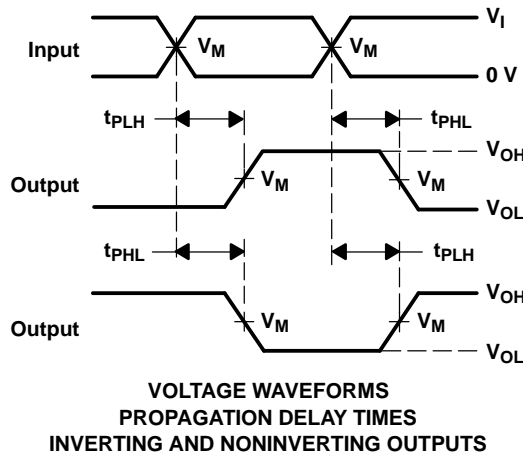 V_I
Input
V_M
V_M
0 V
t_PLH
t_PHL
V_OH
Output
V_M
V_M
V_OL
t_PHL
t_PLH
V_OH
Output
V_M
V_M
V_OL
VOLTAGE WAVEFORMS
PROPAGATION DELAY TIMES
INVERTING AND NONINVERTING OUTPUTS